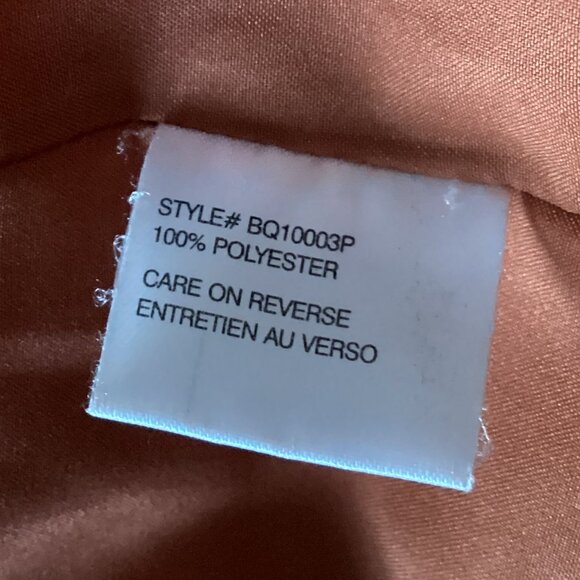 STYLE# BQ10003P
100% POLYESTER
CARE ON REVERSE
ENTRETIEN AU VERSO